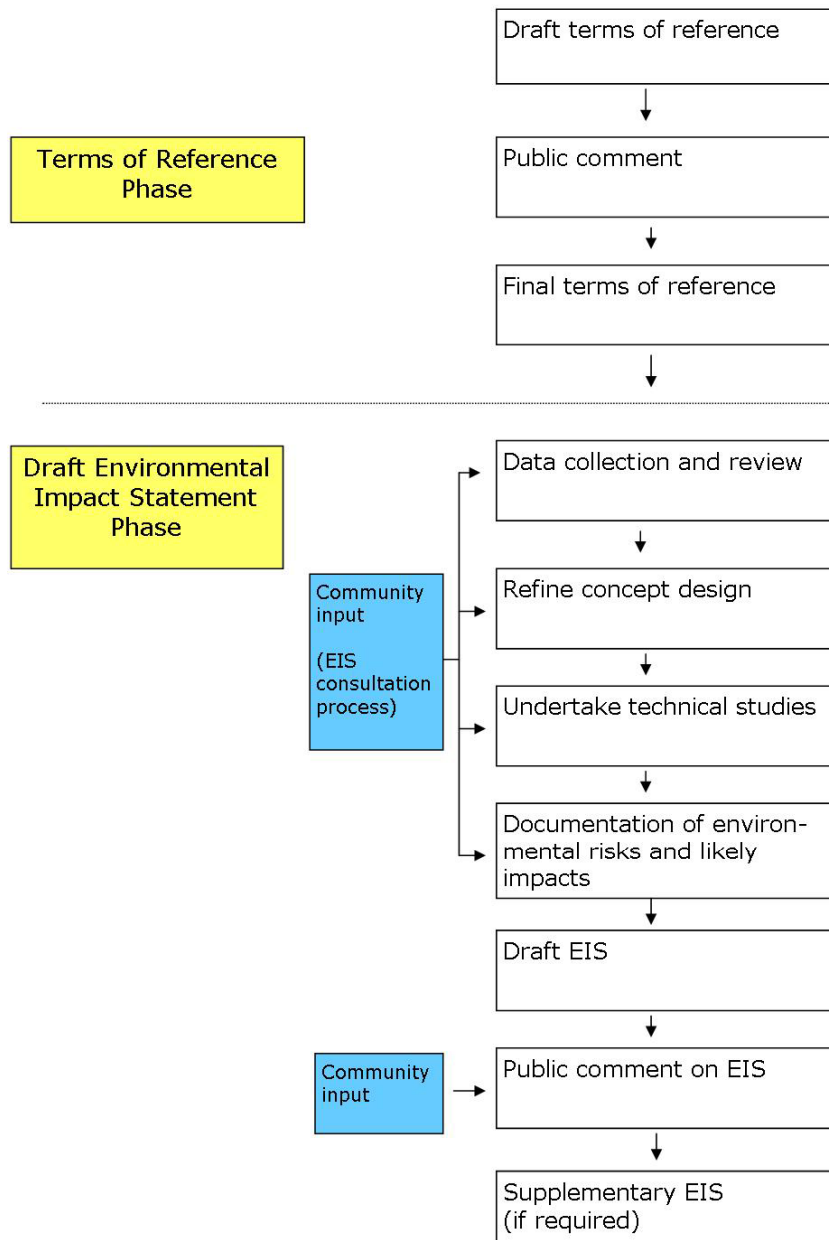 Draft terms of reference
Terms of Reference
Phase
Public comment
Final terms of reference
Draft Environmental
Impact Statement
Phase
Data collection and review
Community
input
(EIS
consultation
process)
Refine concept design
Undertake technical studies
Documentation of environ-
mental risks and likely
impacts
Draft EIS
Community
input
Public comment on EIS
Supplementary EIS
(if required)